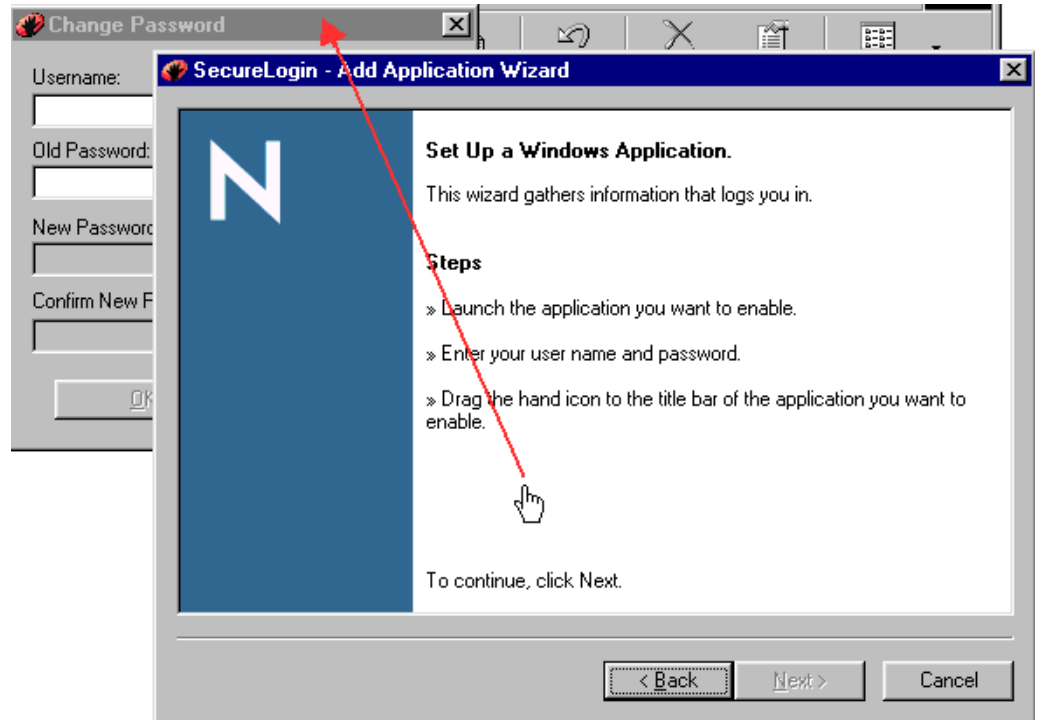 Change Password
Username:
Old Password:
New Password
Confirm New
SecureLogin - Add Application Wizard
N
Set Up a Windows Application.
This wizard gathers information that logs you in.
Steps
» Launch the application you want to enable.
» Enter your user name and password.
» Drag the hand icon to the title bar of the application you want to
enable.
To continue, click Next.
< Back
Next >
Cancel